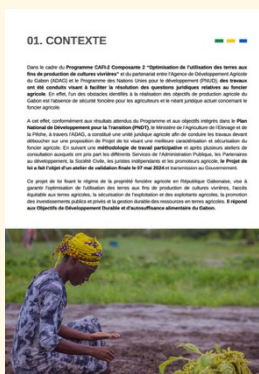 01. CONTEXTE
Dans le cadre du Programme CAFI-2 Composante 2 "Optimisation de l'utilisation des terres aux
fins de production de cultures vivrières" et du partenariat entre l'Agence de Développement Agricole
du Gabon (ADAG) et le Programme des Nations Unies pour le développement (PNUD), des travaux
ont été conduits visant à faciliter la résolution des questions juridiques relatives au foncier
agricole. En effet, l'un des obstacles identifiés à la réalisation des objectifs de production agricole du
Gabon est l'absence de sécurité foncière pour les agriculteurs et le néant juridique actuel concernant le
foncier agricole.
A cet effet, conformément aux résultats attendus du Programme et aux objectifs intégrés dans le Plan
National de Développement pour la Transition (PNDT), le Ministère de l'Agriculture de l'Elevage et de
la Pêche, à travers l'ADAG, a constitué une unité juridique agricole afin de conduire les travaux devant
déboucher sur une proposition de Projet de loi visant une meilleure caractérisation et sécurisation du
foncier agricole. En suivant une méthodologie de travail participative et après plusieurs ateliers de
consultation auxquels ont pris part les différents Services de l'Administration Publique, les Partenaires
au développement, la Société Civile, les juristes indépendants et les promoteurs agricoles, le Projet de
loi a fait l'objet d'un atelier de validation finale le 07 mai 2024 et transmission au Gouvernement.
Ce projet de loi fixant le régime de la propriété foncière agricole en République Gabonaise, vise à
garantir l'optimisation de l'utilisation des terres aux fins de production de cultures vivrières, l'accès
équitable aux terres agricoles, la sécurisation de l'exploitation et des exploitants agricoles, la promotion
des investissements publics et privés et la gestion durable des ressources en terres agricoles. Il répond
aux Objectifs de Développement Durable et d'autosuffisance alimentaire du Gabon.